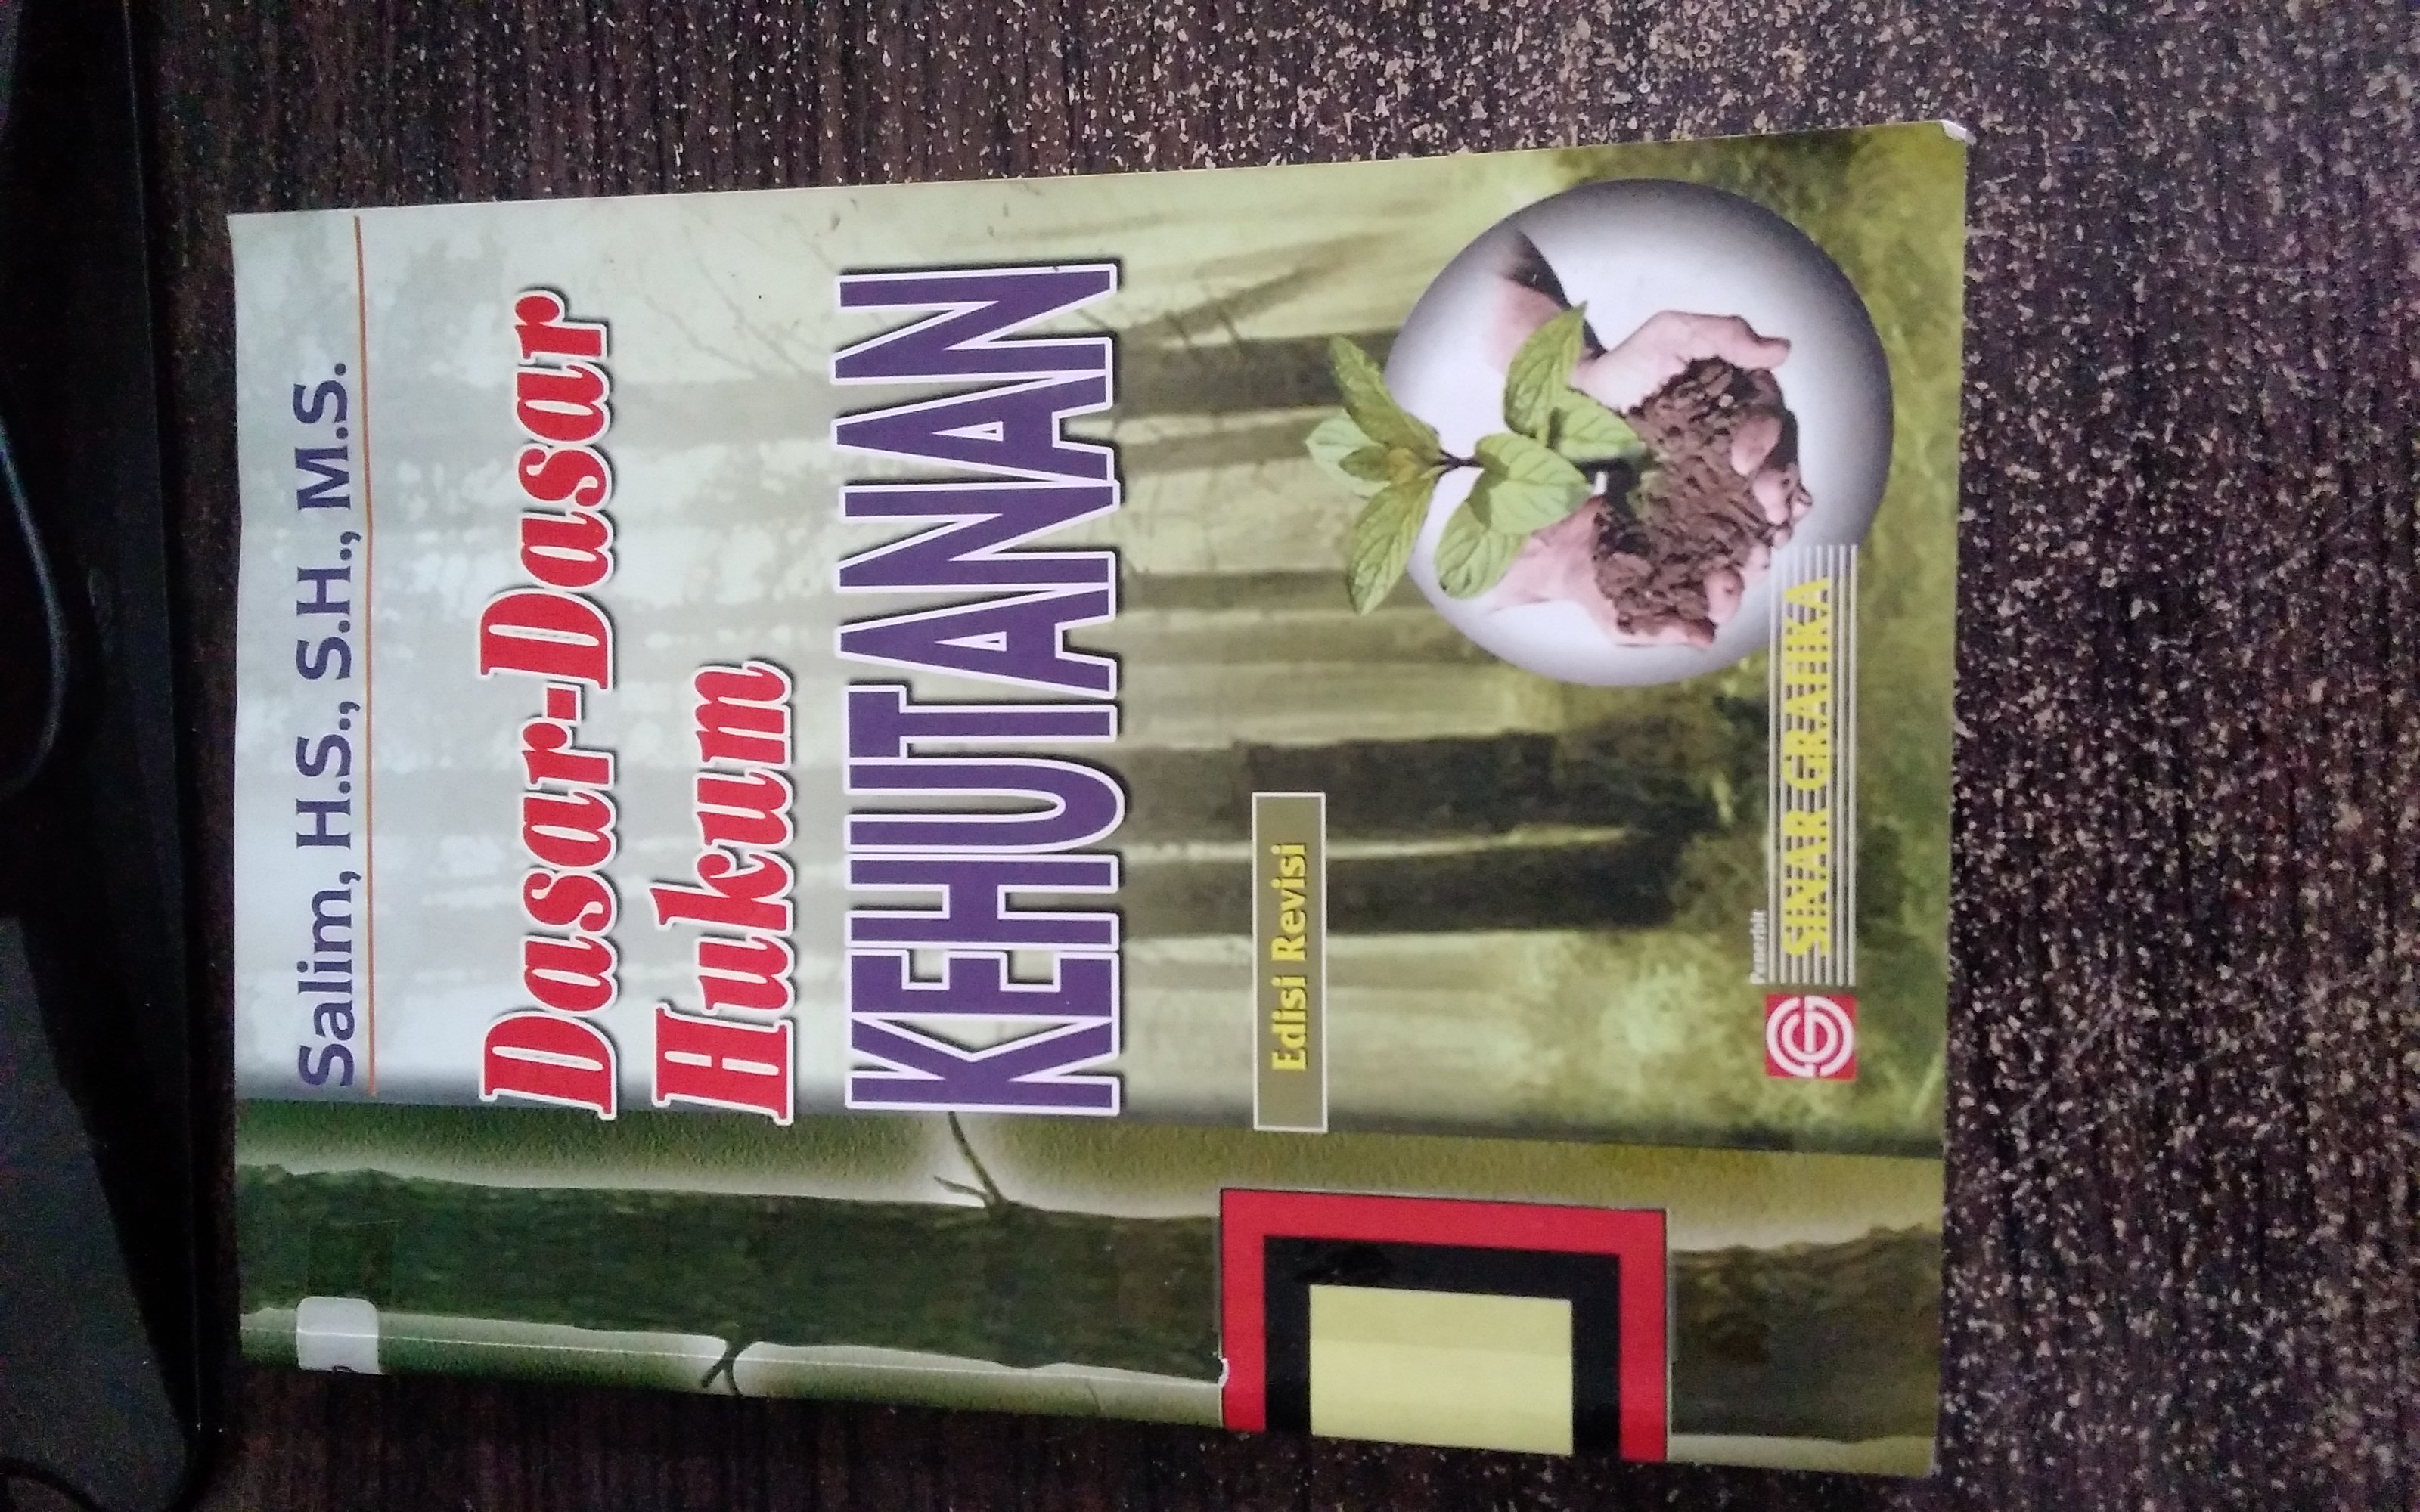 Salim, H.S., S.H., M.S.
Dasar-Dasar
Hukum
KEHUTANAN
Edisi Revisi
Penerbit
SINAR GRAFIKA